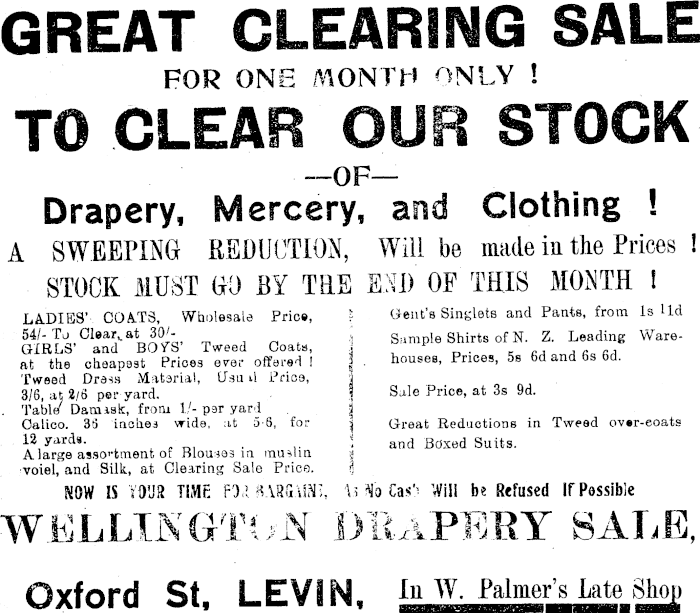 GREAT CLEARING SALE
FOR ONE MONTH ONLY !
TO CLEAR OUR STOCK
—OF—
Drapery, Mercery, and Clothing !
A SWEEPING REDUCTION, Will be made in the Prices !
STOCK MUST GO BY THE END OF THIS MONTH !
LADIES' COATS, Wholesale Price,
54/- To Clear, at 30/-
GIRLS' and BOYS' Tweed Coats,
at the cheapest Prices ever offered !
Tweed Dress Material, Usual Price,
3/6, at 2/6 per yard.
Table Damask, from 1/- per yard
Calico. 36 inches wide, at 5/6, for
12 yards.
A large assortment of Blouses in muslin
voiel, and Silk, at Clearing Sale Price.
Gent's Singlets and Pants, from 1s 11d
Sample Shirts of N. Z. Leading Ware-
houses, Prices, 5s 6d and 6s 6d.
Sale Price, at 3s 9d.
Great Reductions in Tweed over-coats
and Boxed Suits.
NOW IS YOUR TIME FOR BARGAINS, As No Cash Will be Refused If Possible
WELLINGTON DRAPERY SALE,
Oxford St, LEVIN, In W. Palmer's Late Shop